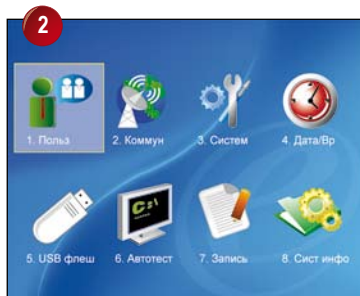 2
1. Польз 2. Коммун 3. Систем 4. Дата/Вр
C:\
5. USB флеш 6. Автотест 7. Запись 8. Сист инфо